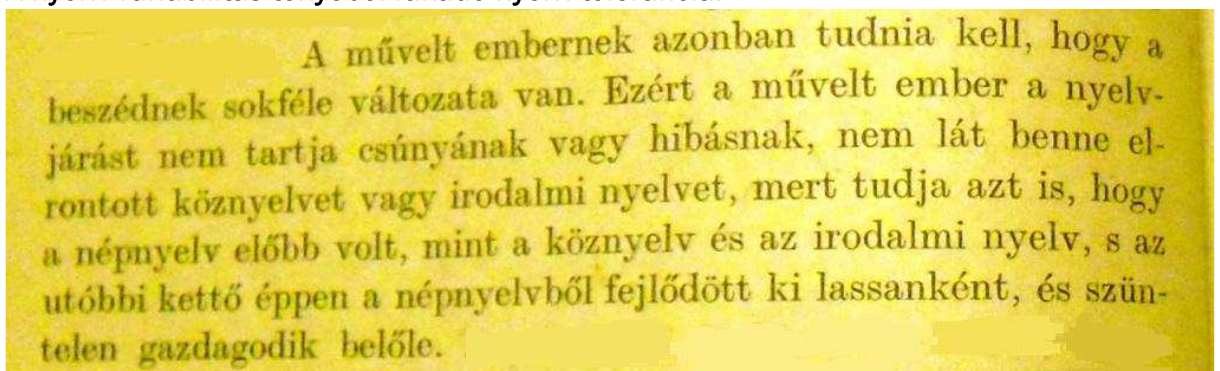 A művelt embernek azonban tudnia kell, hogy a
beszédnek sokféle változata van. Ezért a művelt ember a nyelv-
járást nem tartja csúnyának vagy hibásnak, nem lát benne el-
rontott köznyelvet vagy irodalmi nyelvet, mert tudja azt is, hogy
a népnyelv előbb volt, mint a köznyelv és az irodalmi nyelv, s az
utóbbi kettő éppen a népnyelvből fejlődött ki lassanként, és szün-
telen gazdagodik belőle.